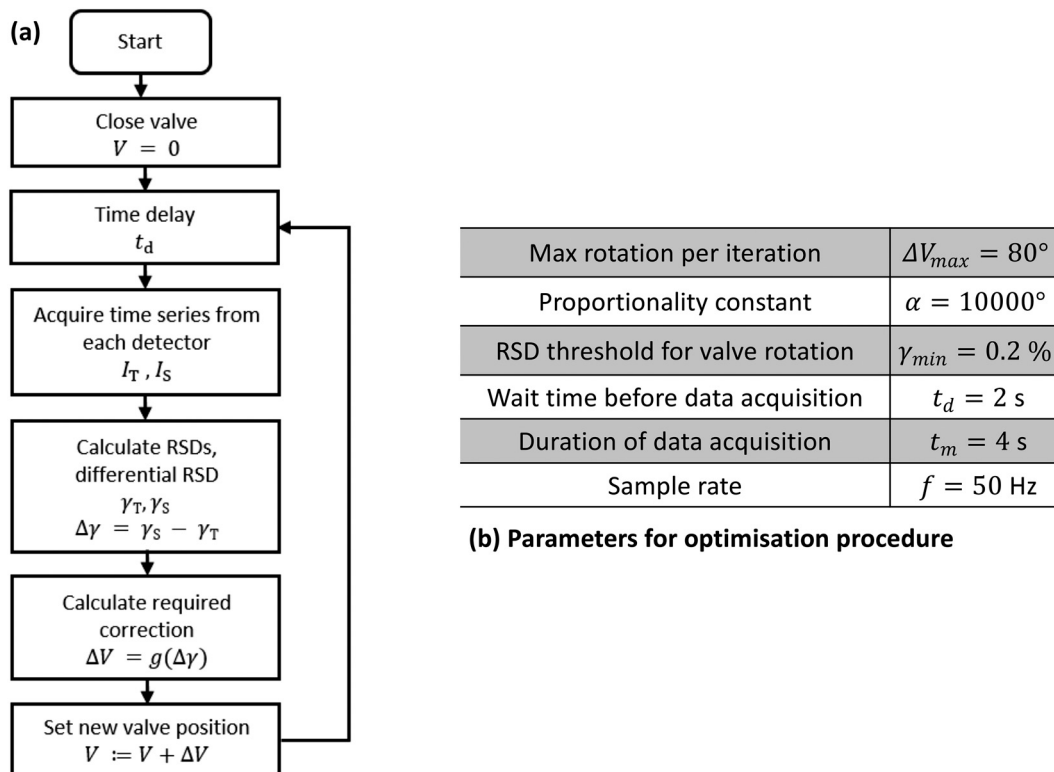 (a)
Start
Close valve
V = 0
Time delay
t_d
Acquire time series from
each detector
I_T , I_S
Calculate RSDs,
differential RSD
γ_T, γ_S
Δγ = γ_S − γ_T
Calculate required
correction
ΔV = g(Δγ)
Set new valve position
V ≔ V + ΔV
Max rotation per iteration ΔV_max = 80°
Proportionality constant α = 10000°
RSD threshold for valve rotation γ_min = 0.2 %
Wait time before data acquisition t_d = 2 s
Duration of data acquisition t_m = 4 s
Sample rate f = 50 Hz
(b) Parameters for optimisation procedure